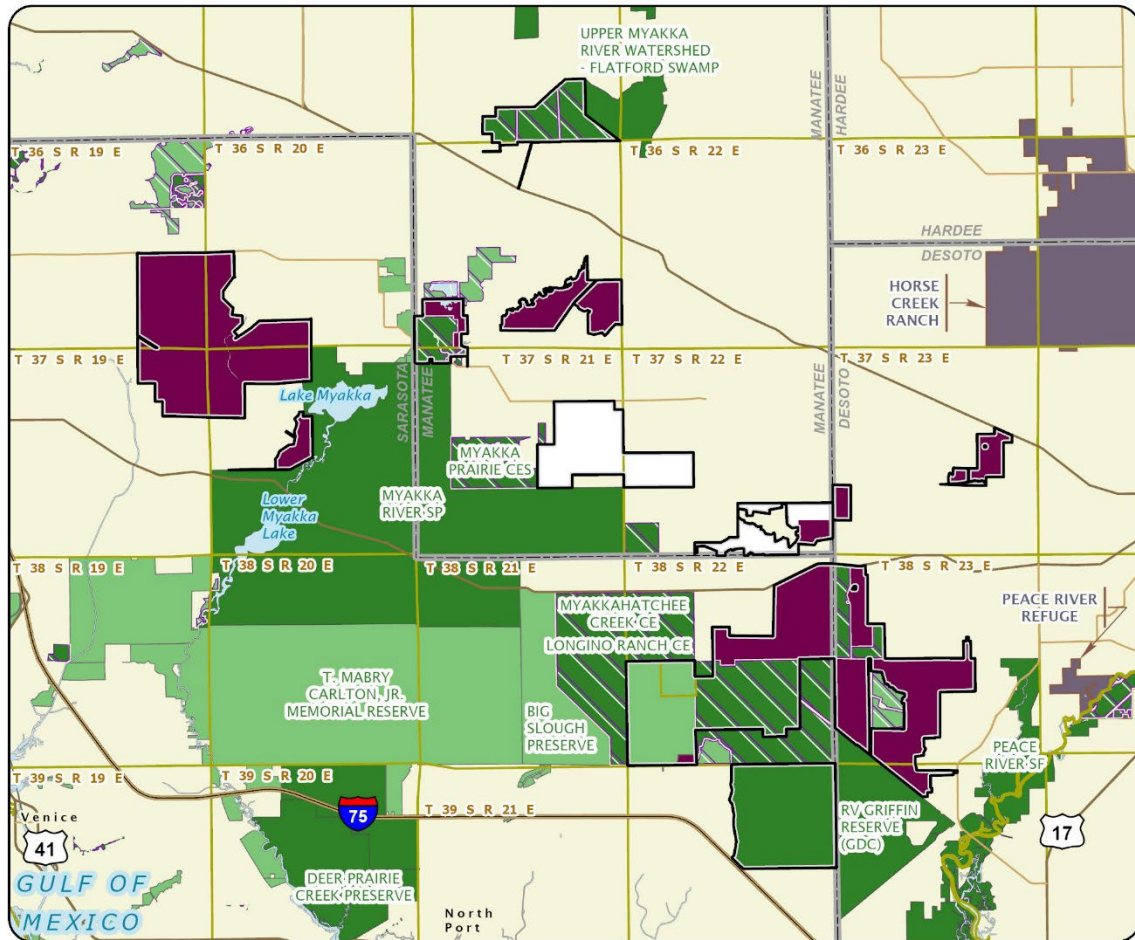 UPPER MYAKKA
RIVER WATERSHED
- FLATFORD SWAMP
MANATEE
HARDEE
T 36 S R 19 E
T 36 S R 20 E
T 36 S R 22 E
T 36 S R 23 E
HARDEE
DESOTO
HORSE
CREEK
RANCH
T 37 S R 19 E
T 37 S R 21 E
T 37 S R 22 E
T 37 S R 23 E
SARASOTA
MANATEE
MANATEE
DESOTO
Lake Myakka
MYAKKA
PRAIRIE CES
MYAKKA
RIVER SP
Lower
Myakka
Lake
T 38 S R 19 E
T 38 S R 20 E
T 38 S R 21 E
T 38 S R 22 E
T 38 S R 23 E
MYAKKAHATCHEE
CREEK CE
LONGINO RANCH CE
PEACE RIVER
REFUGE
T. MABRY
CARLTON, JR.
MEMORIAL RESERVE
BIG
SLOUGH
PRESERVE
PEACE
RIVER SF
T 39 S R 19 E
T 39 S R 20 E
T 39 S R 21 E
75
Venice
41
RV GRIFFIN
RESERVE
(GDC)
17
GULF OF
MEXICO
DEER PRAIRIE
CREEK PRESERVE
North
Port